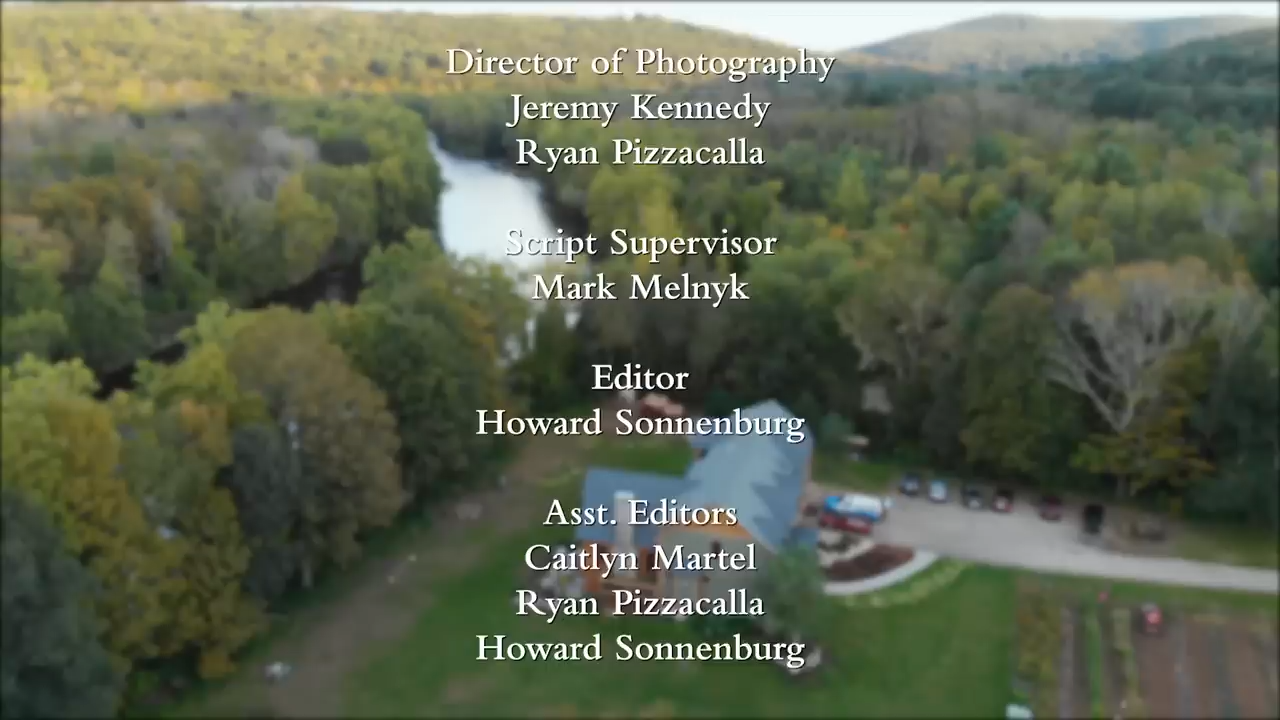 Director of Photography
Jeremy Kennedy
Ryan Pizzacalla
Script Supervisor
Mark Melnyk
Editor
Howard Sonnenburg
Asst. Editors
Caitlyn Martel
Ryan Pizzacalla
Howard Sonnenburg